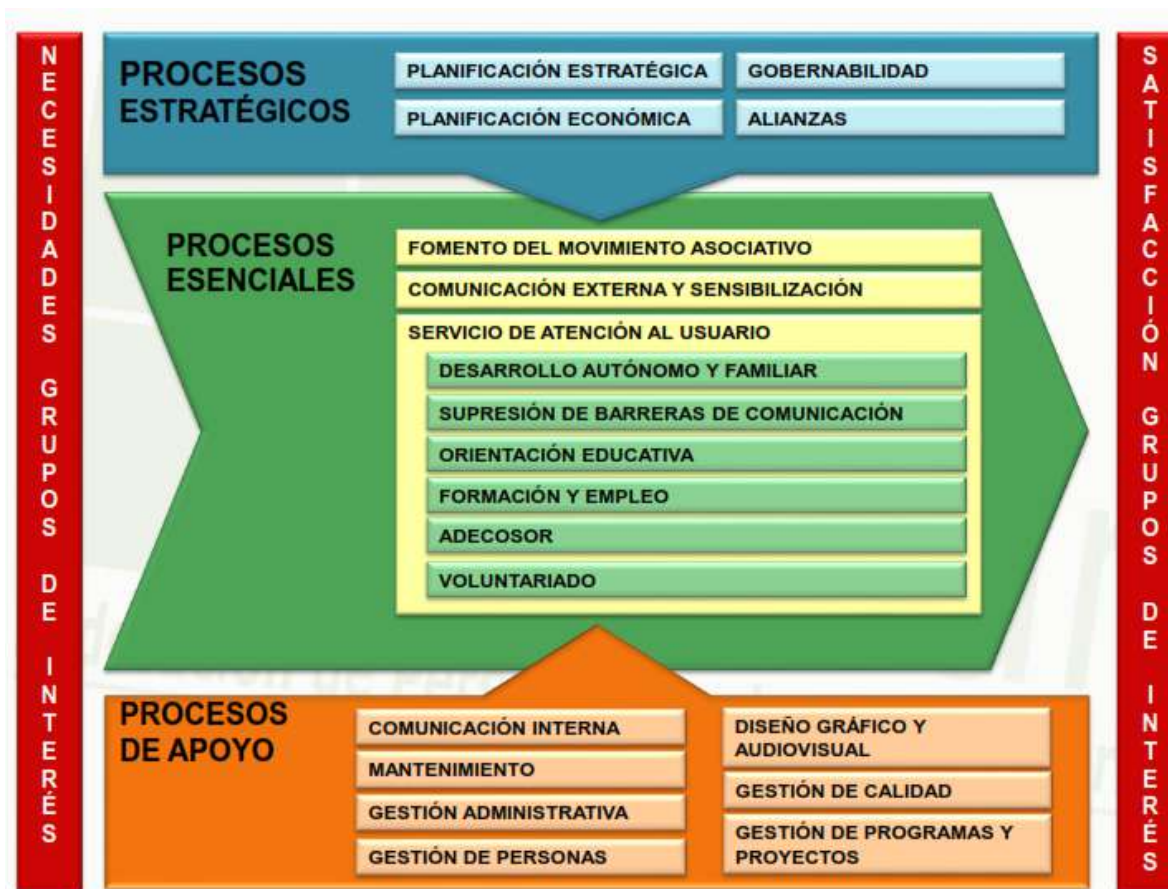 NECESIDADES GRUPOS DE INTERÉS
PROCESOS
ESTRATÉGICOS
PLANIFICACIÓN ESTRATÉGICA
GOBERNABILIDAD
PLANIFICACIÓN ECONÓMICA
ALIANZAS
PROCESOS
ESENCIALES
FOMENTO DEL MOVIMIENTO ASOCIATIVO
COMUNICACIÓN EXTERNA Y SENSIBILIZACIÓN
SERVICIO DE ATENCIÓN AL USUARIO
DESARROLLO AUTÓNOMO Y FAMILIAR
SUPRESIÓN DE BARRERAS DE COMUNICACIÓN
ORIENTACIÓN EDUCATIVA
FORMACIÓN Y EMPLEO
ADECOSOR
VOLUNTARIADO
PROCESOS
DE APOYO
COMUNICACIÓN INTERNA
MANTENIMIENTO
GESTIÓN ADMINISTRATIVA
GESTIÓN DE PERSONAS
DISEÑO GRÁFICO Y
AUDIOVISUAL
GESTIÓN DE CALIDAD
GESTIÓN DE PROGRAMAS Y
PROYECTOS
SATISFACCIÓN GRUPOS DE INTERÉS